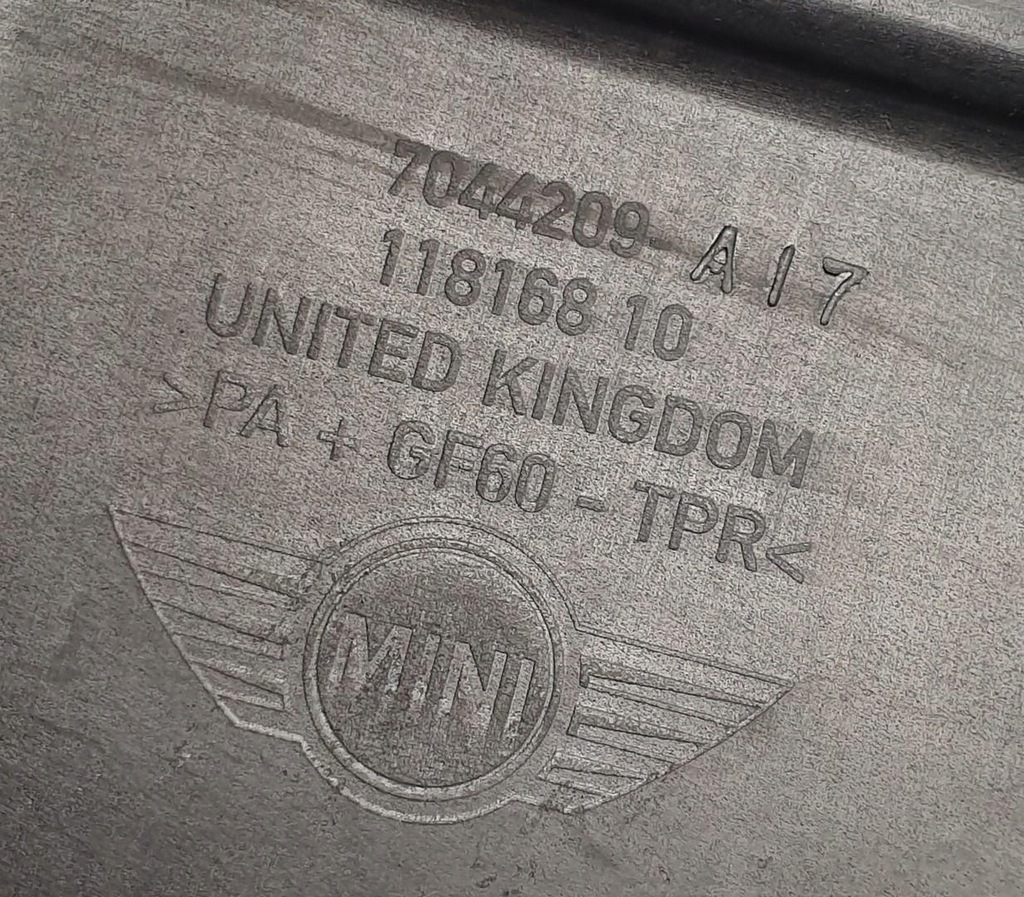 7044209- A I 7
118168 10
UNITED KINGDOM
>PA + GF60 - TPR<
MINI